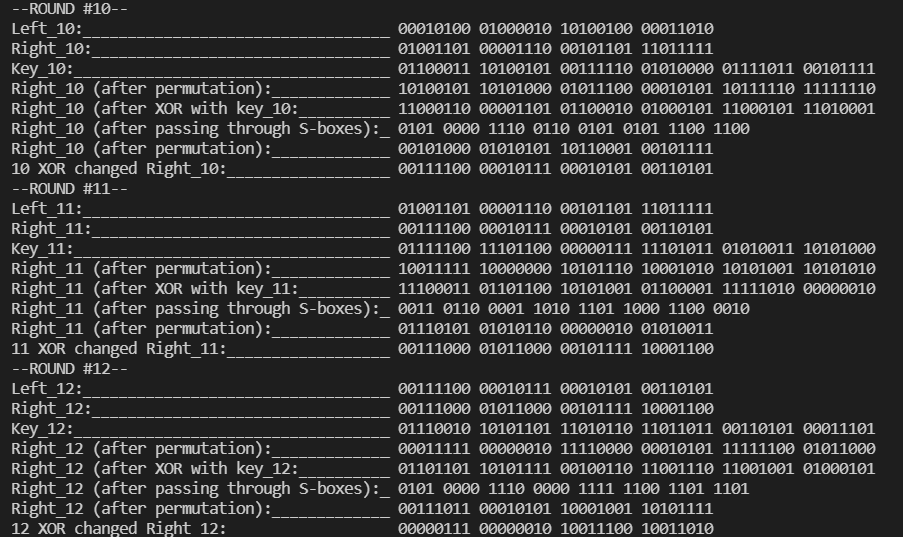 --ROUND #10--
Left_10:__________________________________ 00010100 01000010 10100100 00011010
Right_10:_________________________________ 01001101 00001110 00101101 11011111
Key_10:___________________________________ 01100011 10100101 00111110 01010000 01111011 00101111
Right_10 (after permutation):_____________ 10100101 10101000 01011100 00010101 10111110 11111110
Right_10 (after XOR with key_10:__________ 11000110 00001101 01100010 01000101 11000101 11010001
Right_10 (after passing through S-boxes):_ 0101 0000 1110 0110 0101 0101 1100 1100
Right_10 (after permutation):_____________ 00101000 01010101 10110001 00101111
10 XOR changed Right_10:__________________ 00111100 00010111 00010101 00110101
--ROUND #11--
Left_11:__________________________________ 01001101 00001110 00101101 11011111
Right_11:_________________________________ 00111100 00010111 00010101 00110101
Key_11:___________________________________ 01111100 11101100 00000111 11101011 01010011 10101000
Right_11 (after permutation):_____________ 10011111 10000000 10101110 10001010 10101001 10101010
Right_11 (after XOR with key_11:__________ 11100011 01101100 10101001 01100001 11111010 00000010
Right_11 (after passing through S-boxes):_ 0011 0110 0001 1010 1101 1000 1100 0010
Right_11 (after permutation):_____________ 01110101 01010110 00000010 01010011
11 XOR changed Right_11:__________________ 00111000 01011000 00101111 10001100
--ROUND #12--
Left_12:__________________________________ 00111100 00010111 00010101 00110101
Right_12:_________________________________ 00111000 01011000 00101111 10001100
Key_12:___________________________________ 01110010 10101101 11010110 11011011 00110101 00011101
Right_12 (after permutation):_____________ 00011111 00000010 11110000 00010101 11111100 01011000
Right_12 (after XOR with key_12:__________ 01101101 10101111 00100110 11001110 11001001 01000101
Right_12 (after passing through S-boxes):_ 0101 0000 1110 0000 1111 1100 1101 1101
Right_12 (after permutation):_____________ 00111011 00010101 10001001 10101111
12 XOR changed Right_12:__________________ 00000111 00000010 10011100 10011010